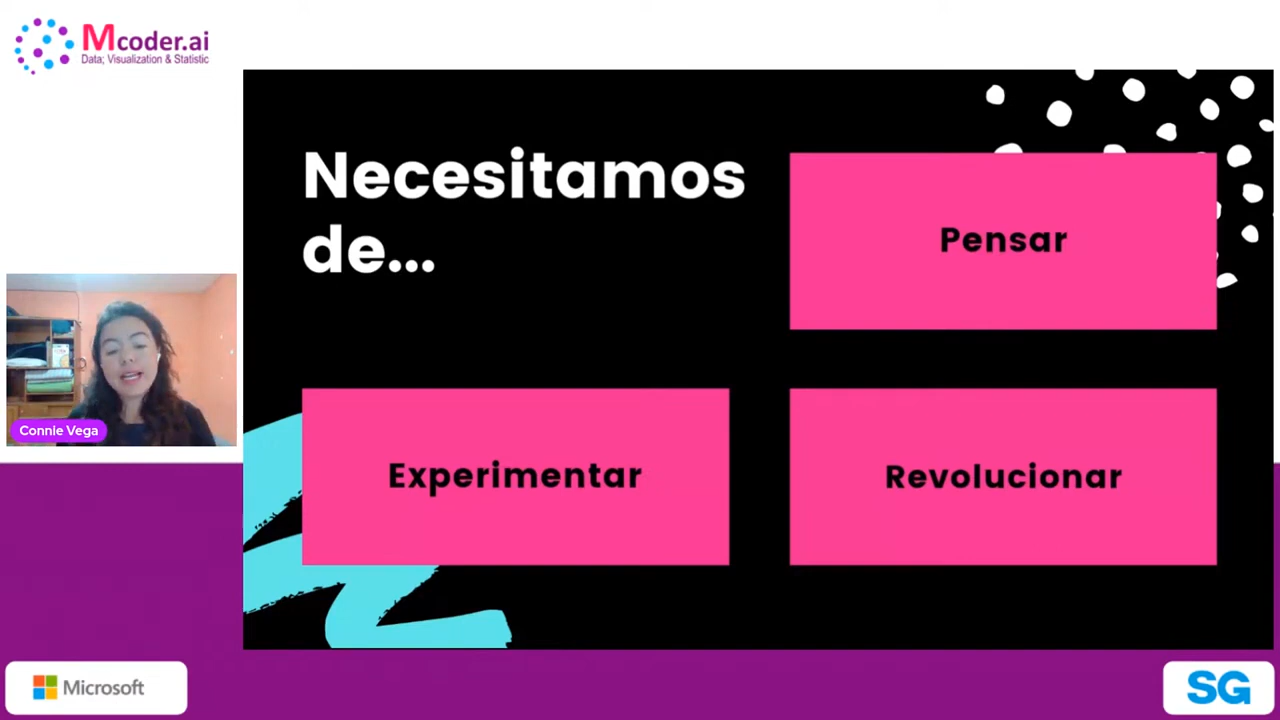 Mcoder.ai
Data; Visualization & Statistic
Necesitamos
de...
Pensar
Connie Vega
Experimentar
Revolucionar
Microsoft
SG